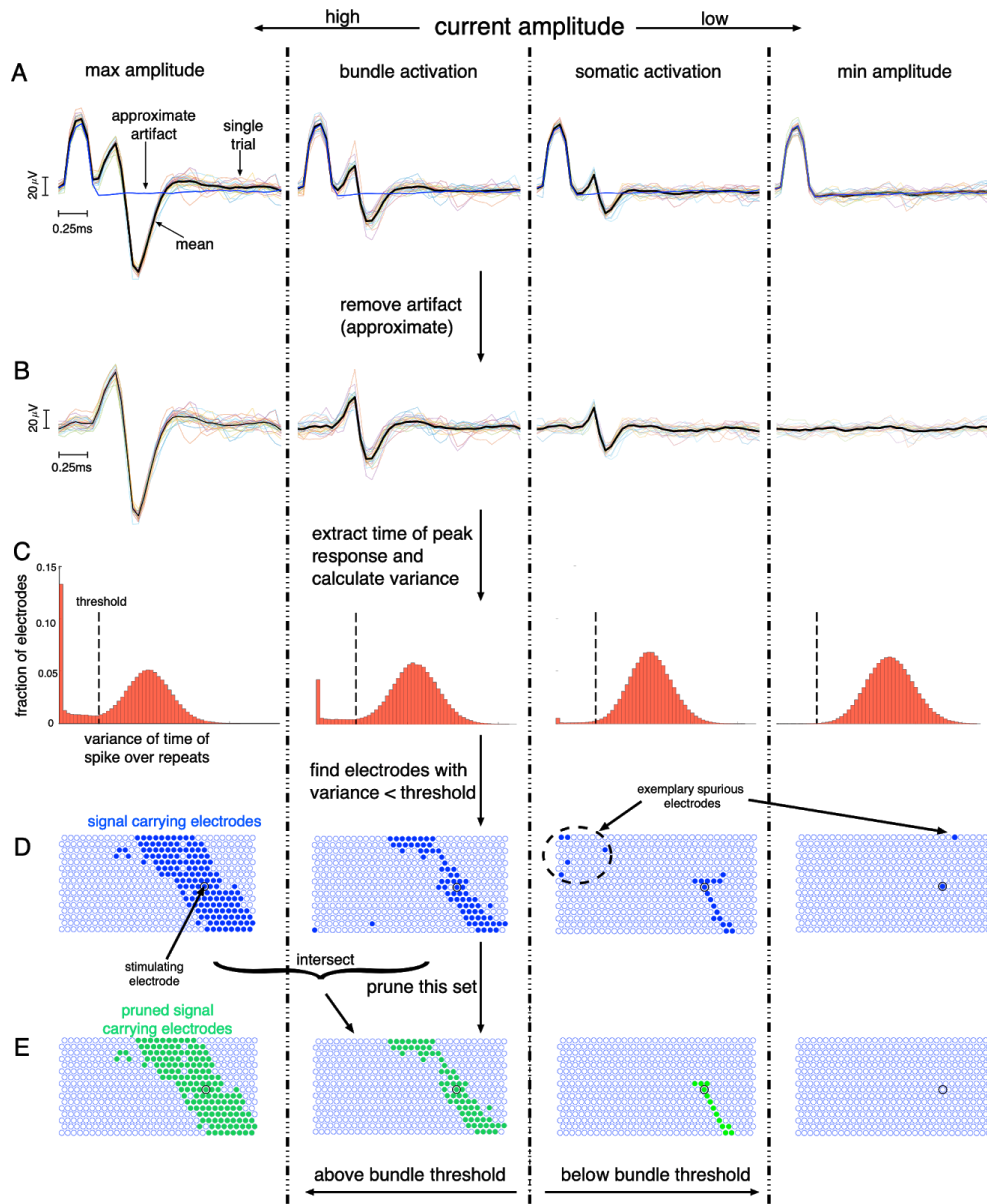 high
current amplitude
low
A
max amplitude
bundle activation
somatic activation
min amplitude
approximate
artifact
single
trial
20μV
0.25ms
mean
remove artifact
(approximate)
B
20μV
0.25ms
extract time of peak
response and
calculate variance
C
fraction of electrodes
0.15
0.10
0.05
0
threshold
variance of time of
spike over repeats
find electrodes with
variance < threshold
exemplary spurious
electrodes
signal carrying electrodes
D
stimulating
electrode
intersect
prune this set
pruned signal
carrying electrodes
E
above bundle threshold
below bundle threshold